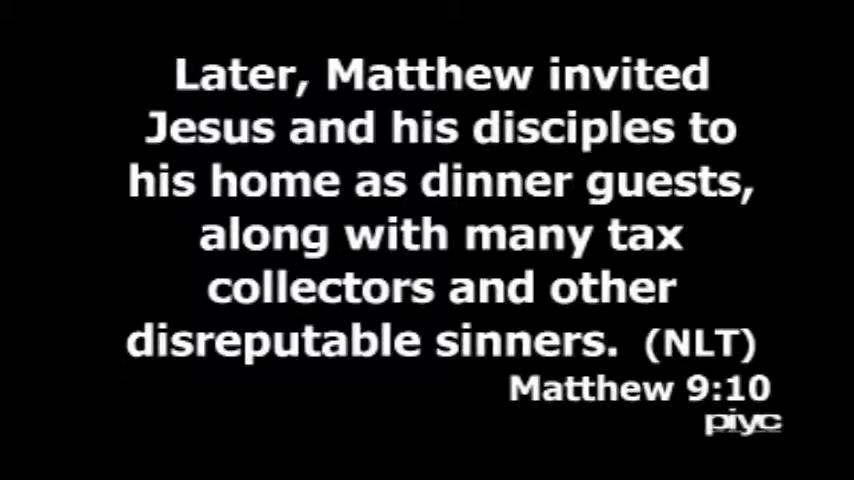 Later, Matthew invited
Jesus and his disciples to
his home as dinner guests,
along with many tax
collectors and other
disreputable sinners. (NLT)
Matthew 9:10
piyc